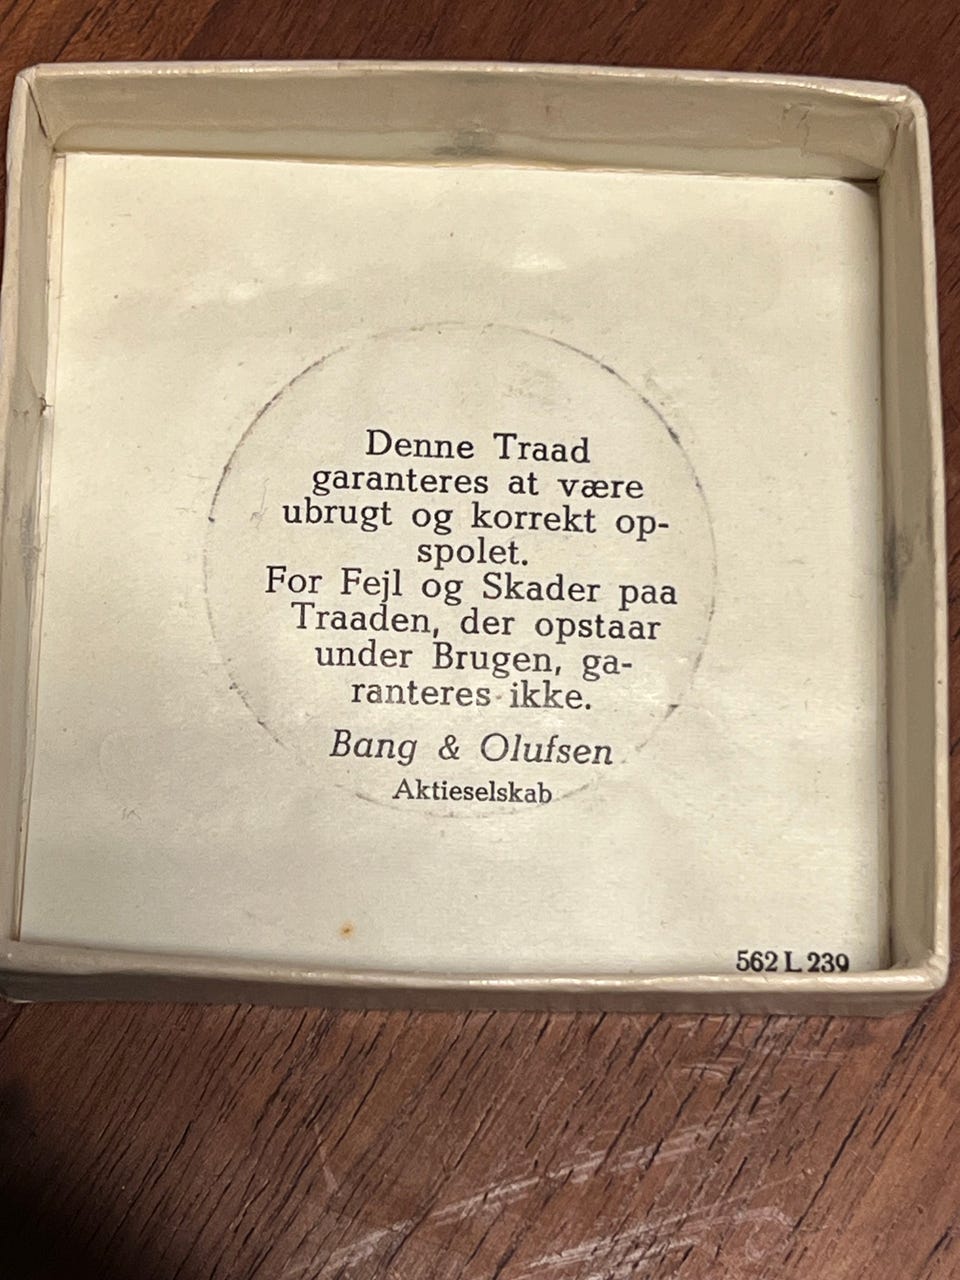 Denne Traad
garanteres at være
ubrugt og korrekt op-
spolet.
For Fejl og Skader paa
Traaden, der opstaar
under Brugen, ga-
ranteres ikke.
Bang & Olufsen
Aktieselskab
562 L 239